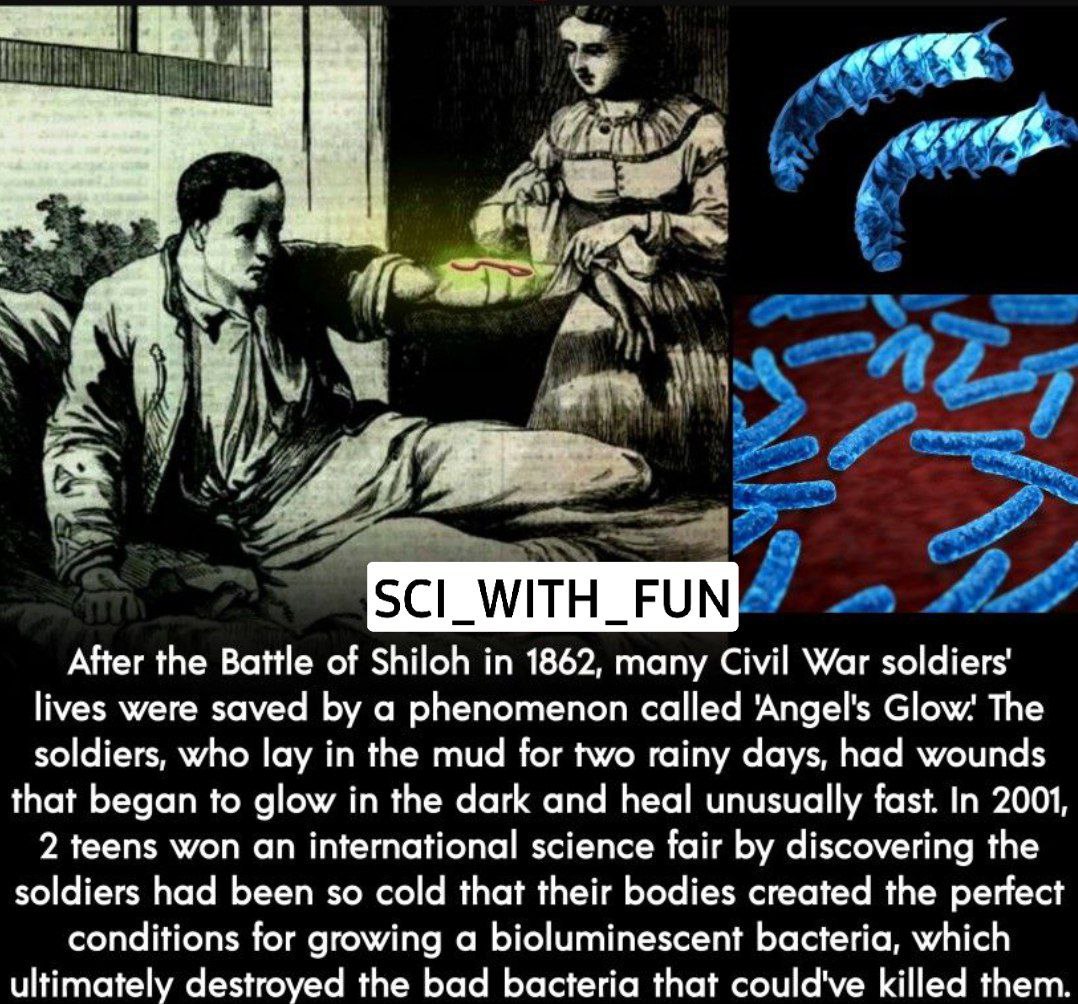 SCI_WITH_FUN
After the Battle of Shiloh in 1862, many Civil War soldiers'
lives were saved by a phenomenon called 'Angel's Glow.' The
soldiers, who lay in the mud for two rainy days, had wounds
that began to glow in the dark and heal unusually fast. In 2001,
2 teens won an international science fair by discovering the
soldiers had been so cold that their bodies created the perfect
conditions for growing a bioluminescent bacteria, which
ultimately destroyed the bad bacteria that could've killed them.